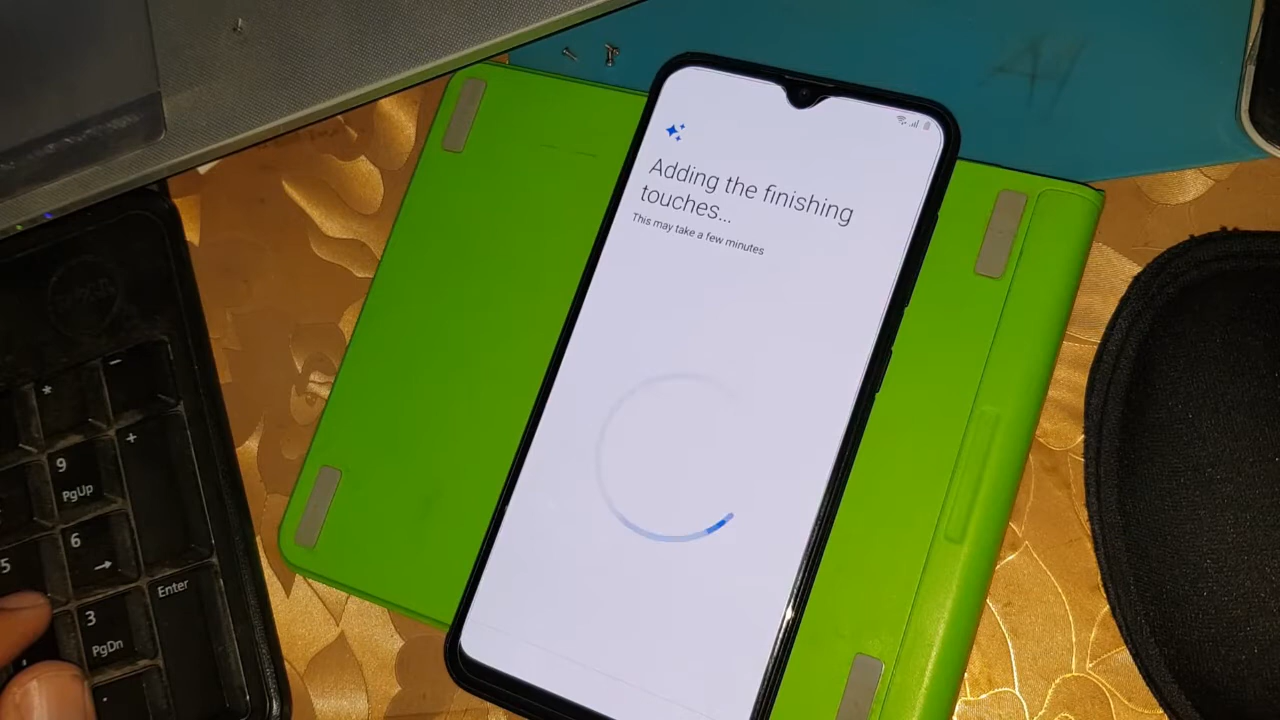 Adding the finishing
touches...
This may take a few minutes
*
-
+
9
PgUp
5
6
→
Enter
3
PgDn